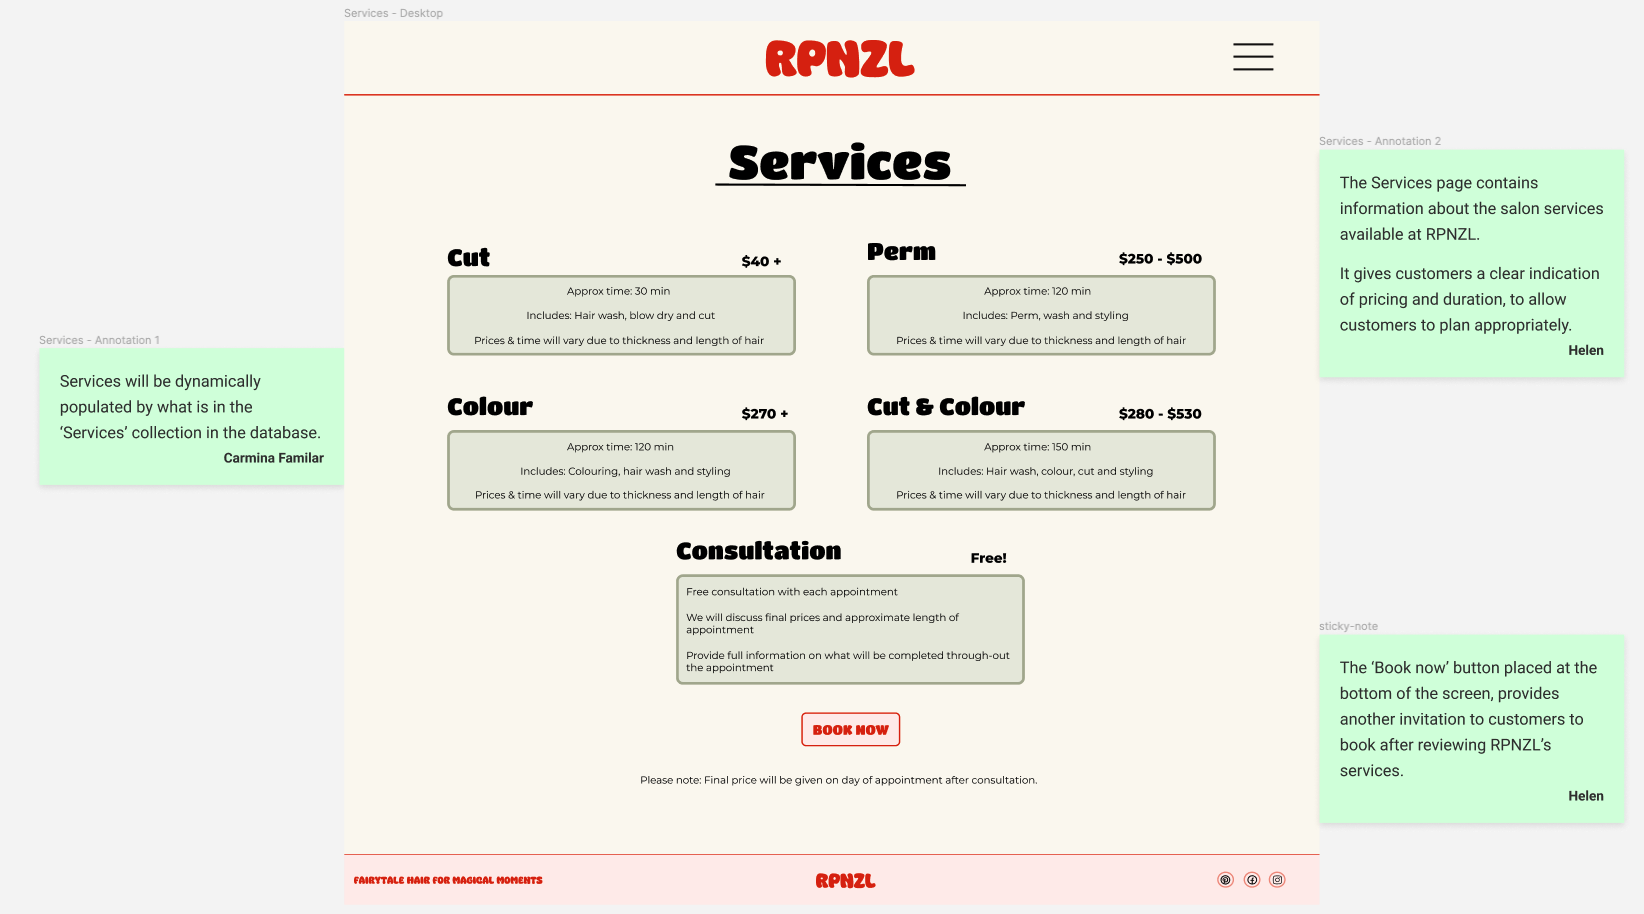 Services - Desktop
RPNZL
Services
Cut
$40 +
Approx time: 30 min
Includes: Hair wash, blow dry and cut
Prices & time will vary due to thickness and length of hair
Perm
$250 - $500
Approx time: 120 min
Includes: Perm, wash and styling
Prices & time will vary due to thickness and length of hair
Colour
$270 +
Approx time: 120 min
Includes: Colouring, hair wash and styling
Prices & time will vary due to thickness and length of hair
Cut & Colour
$280 - $530
Approx time: 150 min
Includes: Hair wash, colour, cut and styling
Prices & time will vary due to thickness and length of hair
Consultation
Free!
Free consultation with each appointment
We will discuss final prices and approximate length of
appointment
Provide full information on what will be completed through-out
the appointment
BOOK NOW
Please note: Final price will be given on day of appointment after consultation.
FAIRYTALE HAIR FOR MAGICAL MOMENTS
RPNZL
Services - Annotation 1
Services will be dynamically
populated by what is in the
‘Services’ collection in the database.
Carmina Familar
Services - Annotation 2
The Services page contains
information about the salon services
available at RPNZL.
It gives customers a clear indication
of pricing and duration, to allow
customers to plan appropriately.
Helen
sticky-note
The ‘Book now’ button placed at the
bottom of the screen, provides
another invitation to customers to
book after reviewing RPNZL’s
services.
Helen